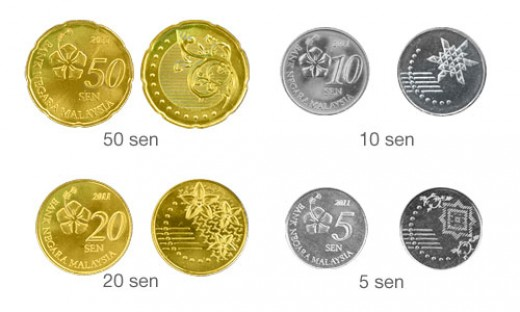 2011
50
SEN
BANK NEGARA MALAYSIA
50 sen
2011
10
SEN
BANK NEGARA MALAYSIA
10 sen
2011
20
SEN
BANK NEGARA MALAYSIA
20 sen
2011
5
SEN
BANK NEGARA MALAYSIA
5 sen